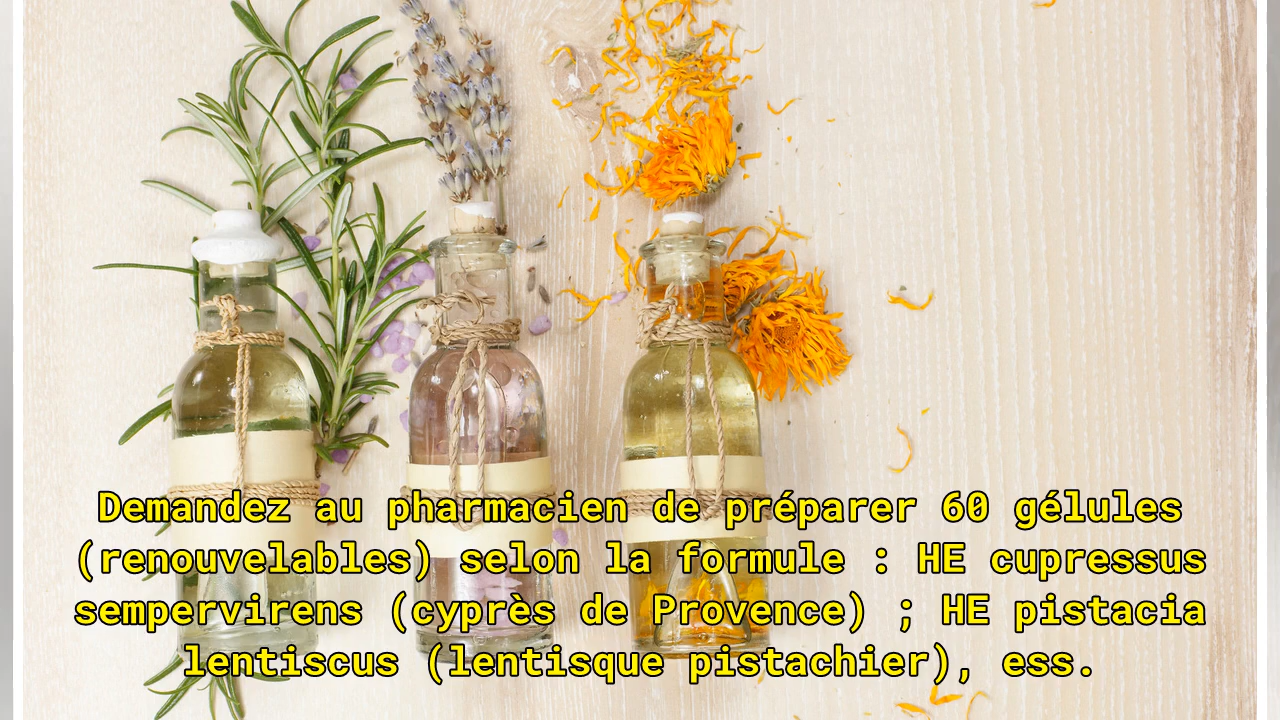 Demandez au pharmacien de préparer 60 gélules
(renouvelables) selon la formule : HE cupressus
sempervirens (cyprès de Provence) ; HE pistacia
lentiscus (lentisque pistachier), ess.